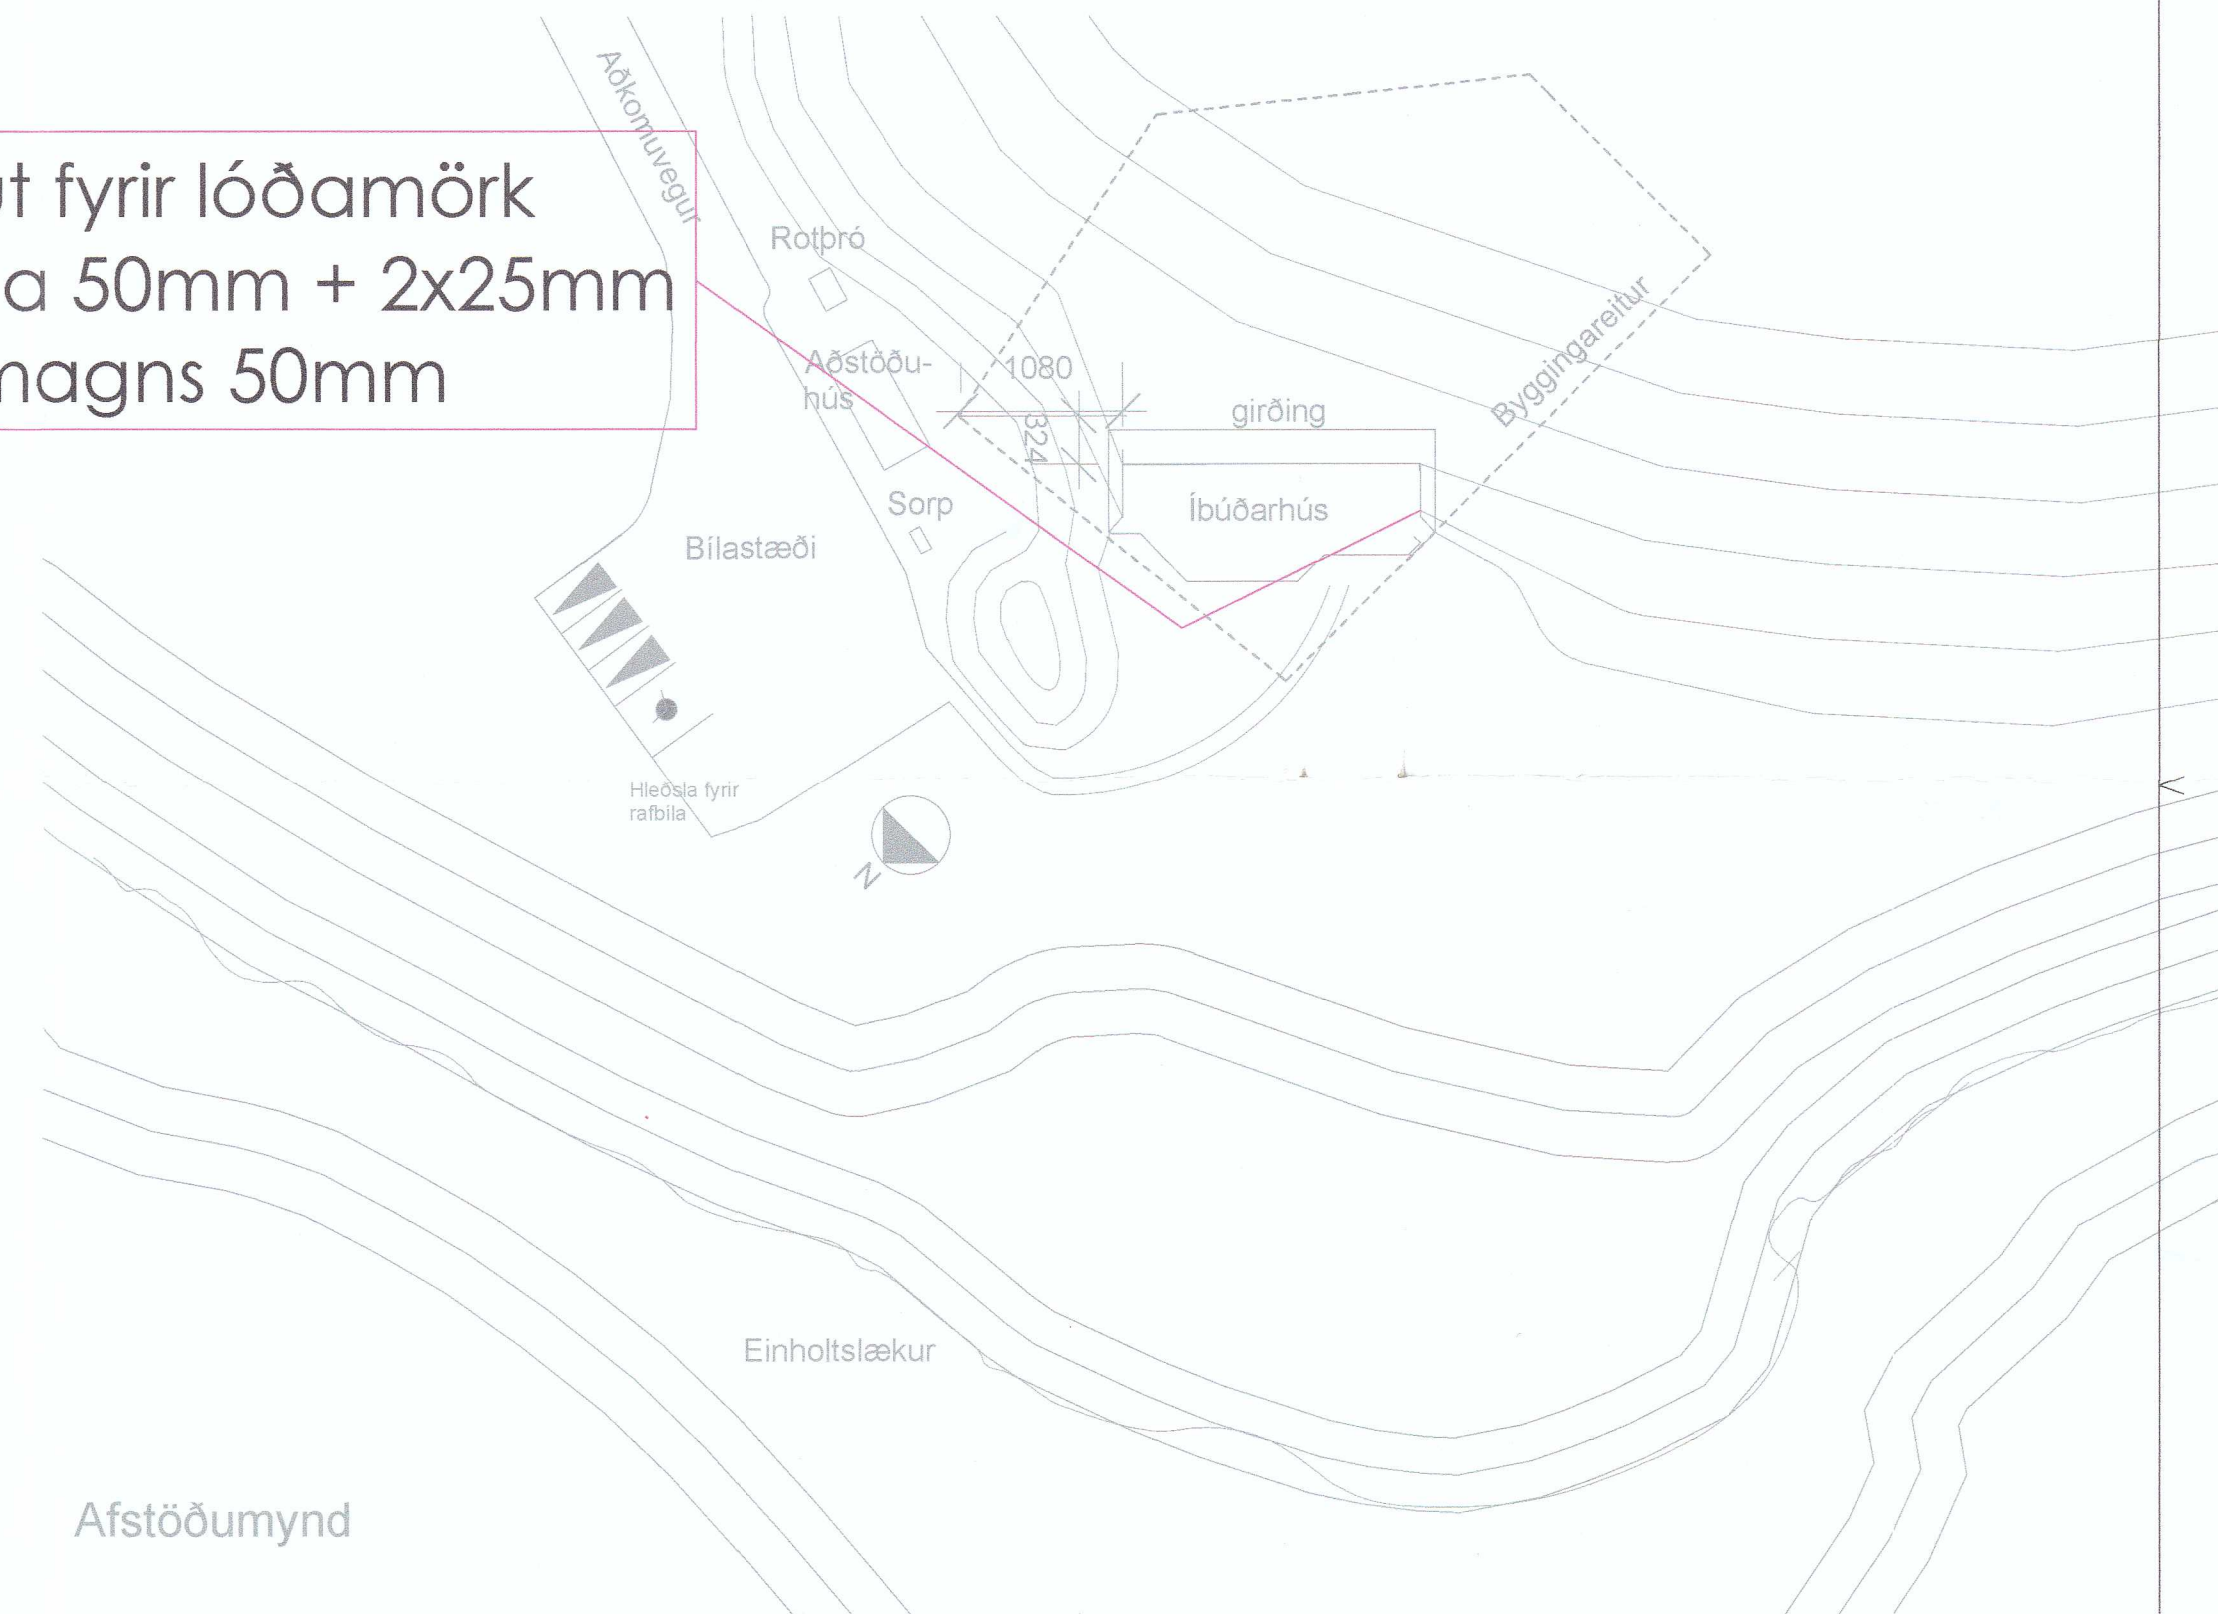 Aðkomuvegur
út fyrir lóðamörk
a 50mm + 2x25mm
magns 50mm
Rotþró
Aðstöðu-
hús
1080
324
girðing
Byggingareitur
Sorp
Íbúðarhús
Bílastæði
Hleðsla fyrir
rafbíla
N
Einholtslækur
Afstöðumynd